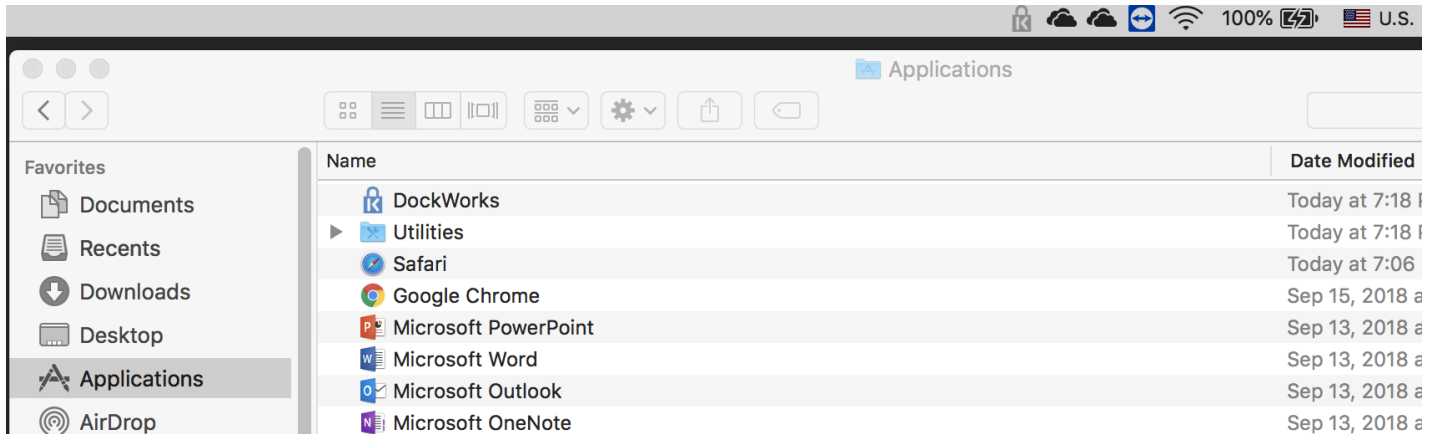 100% U.S.
Applications
Favorites
Documents
Recents
Downloads
Desktop
Applications
AirDrop
Name Date Modified
DockWorks Today at 7:18
Utilities Today at 7:18
Safari Today at 7:06
Google Chrome Sep 15, 2018 a
Microsoft PowerPoint Sep 13, 2018 a
Microsoft Word Sep 13, 2018 a
Microsoft Outlook Sep 13, 2018 a
Microsoft OneNote Sep 13, 2018 a